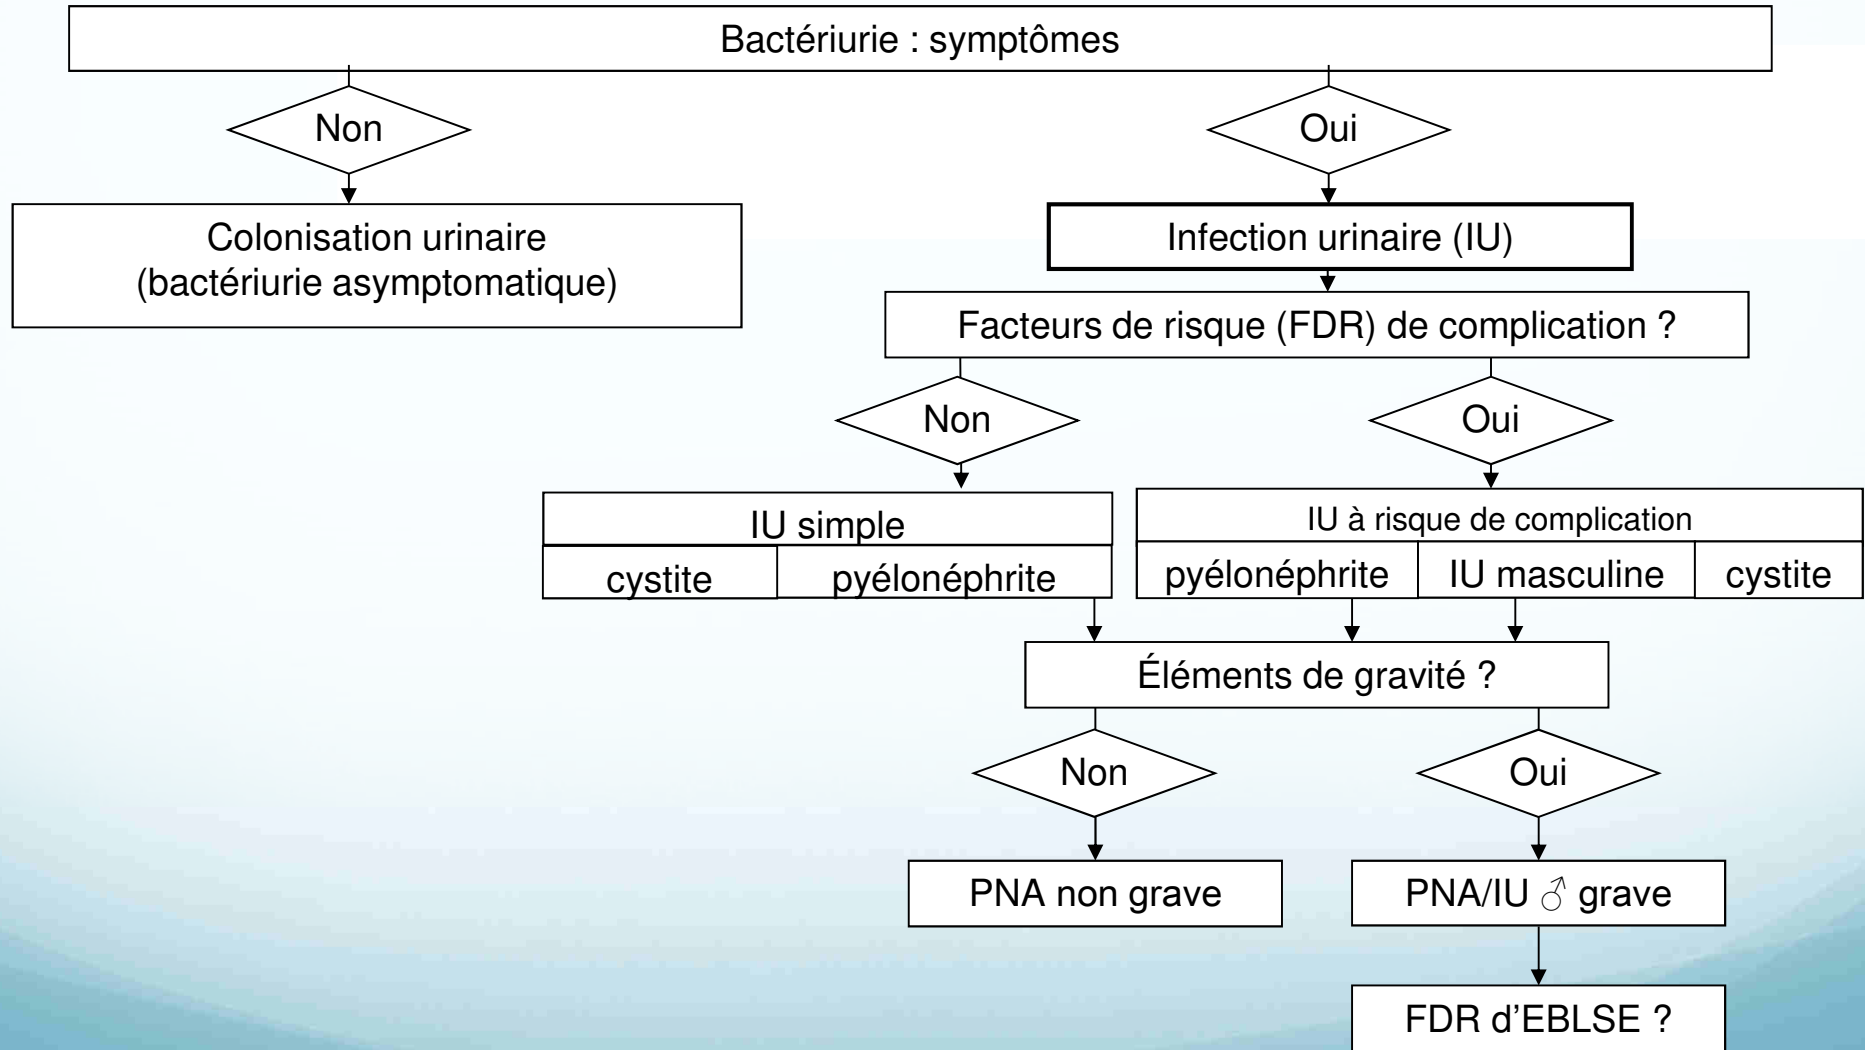 Bactériurie : symptômes
Non
Oui
Colonisation urinaire
(bactériurie asymptomatique)
Infection urinaire (IU)
Facteurs de risque (FDR) de complication ?
Non
Oui
IU simple
cystite
pyélonéphrite
IU à risque de complication
pyélonéphrite
IU masculine
cystite
Éléments de gravité ?
Non
Oui
PNA non grave
PNA/IU ♂ grave
FDR d'EBLSE ?